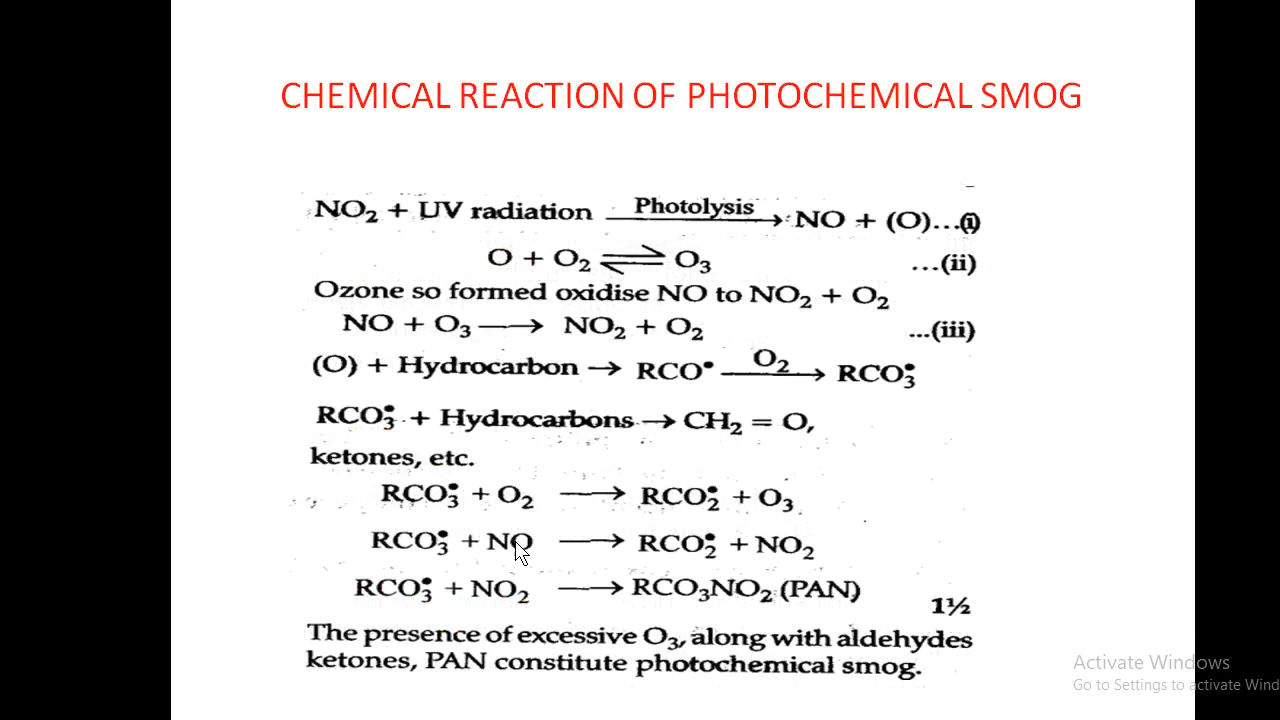 CHEMICAL REACTION OF PHOTOCHEMICAL SMOG
NO₂ + UV radiation —Photolysis→ NO + (O)...(i)
O + O₂ ⇌ O₃ ...(ii)
Ozone so formed oxidise NO to NO₂ + O₂
NO + O₃ → NO₂ + O₂ ...(iii)
(O) + Hydrocarbon → RCO• —O₂→ RCO₃•
RCO₃• + Hydrocarbons → CH₂ = O,
ketones, etc.
RCO₃• + O₂ → RCO₂• + O₃
RCO₃• + NO → RCO₂• + NO₂
RCO₃• + NO₂ → RCO₃NO₂ (PAN)
1½
The presence of excessive O₃, along with aldehydes
ketones, PAN constitute photochemical smog.
Activate Windows
Go to Settings to activate Wind